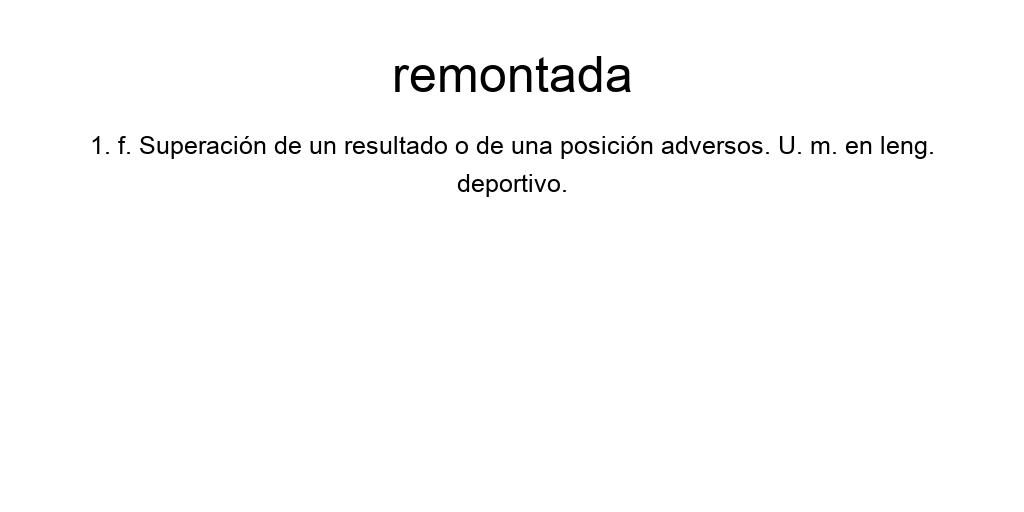 remontada
1. f. Superación de un resultado o de una posición adversos. U. m. en leng.
deportivo.